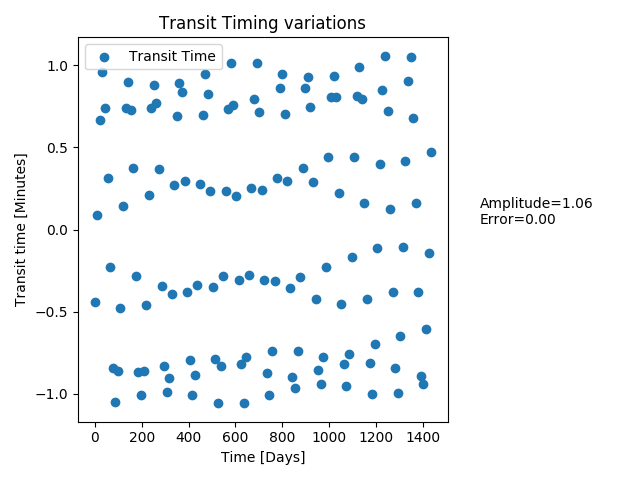 Transit Timing variations
Transit Time
1.0
0.5
0.0
−0.5
−1.0
Transit time [Minutes]
0 200 400 600 800 1000 1200 1400
Time [Days]
Amplitude=1.06
Error=0.00